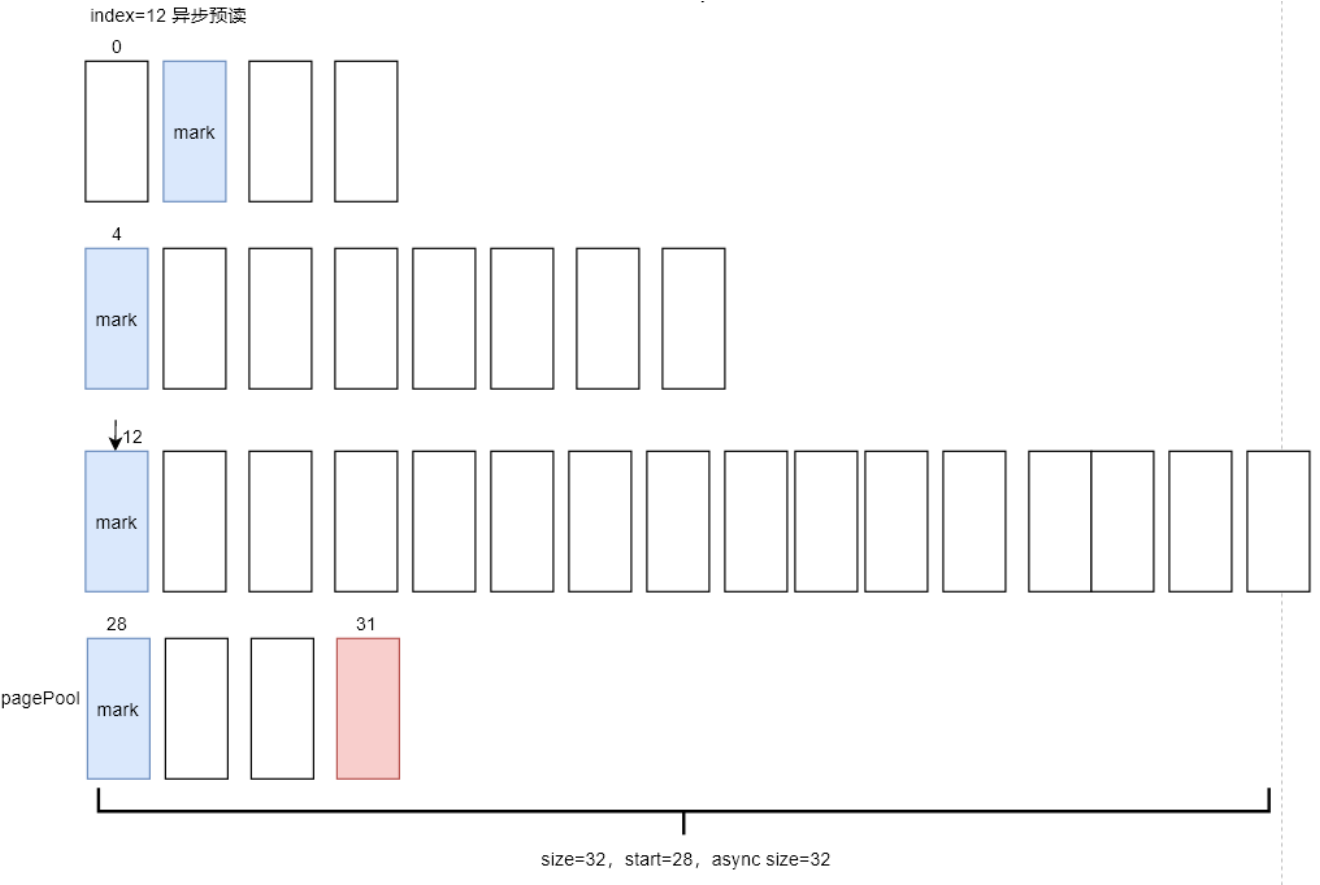 index=12 异步预读
0
mark
4
mark
12
mark
28
31
pagePool
mark
size=32，start=28，async size=32